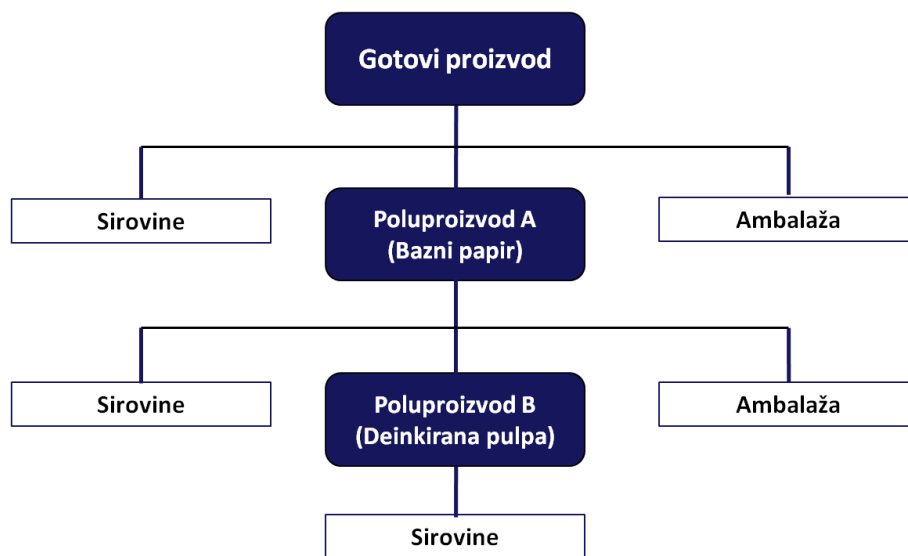 Gotovi proizvod
Sirovine
Poluproizvod A
(Bazni papir)
Ambalaža
Sirovine
Poluproizvod B
(Deinkirana pulpa)
Ambalaža
Sirovine